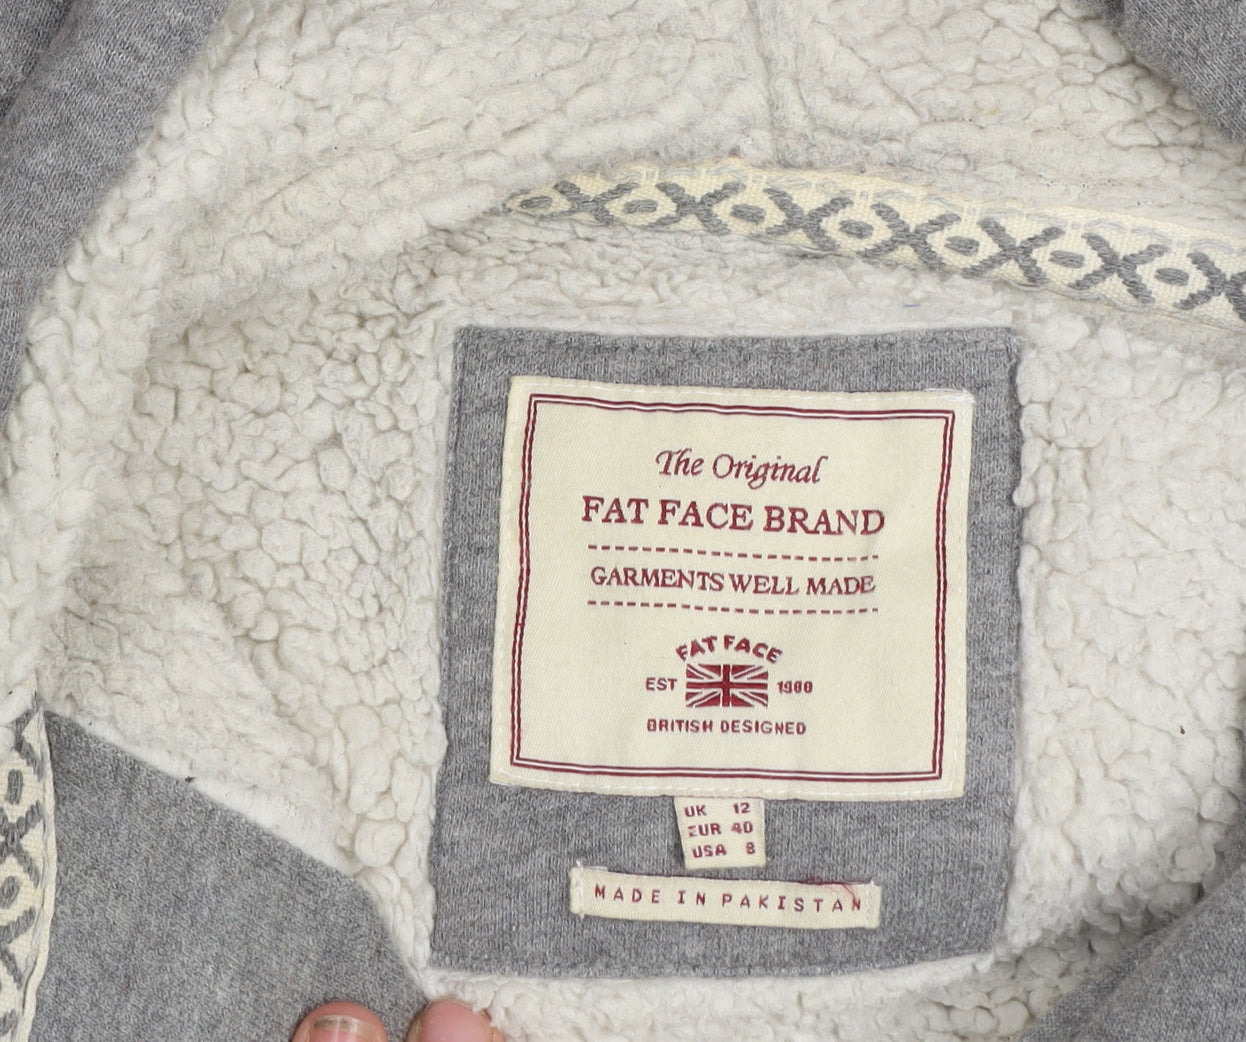 The Original
FAT FACE BRAND
GARMENTS WELL MADE
FAT FACE
EST 1988
BRITISH DESIGNED
UK 12
EUR 40
USA 8
MADE IN PAKISTAN